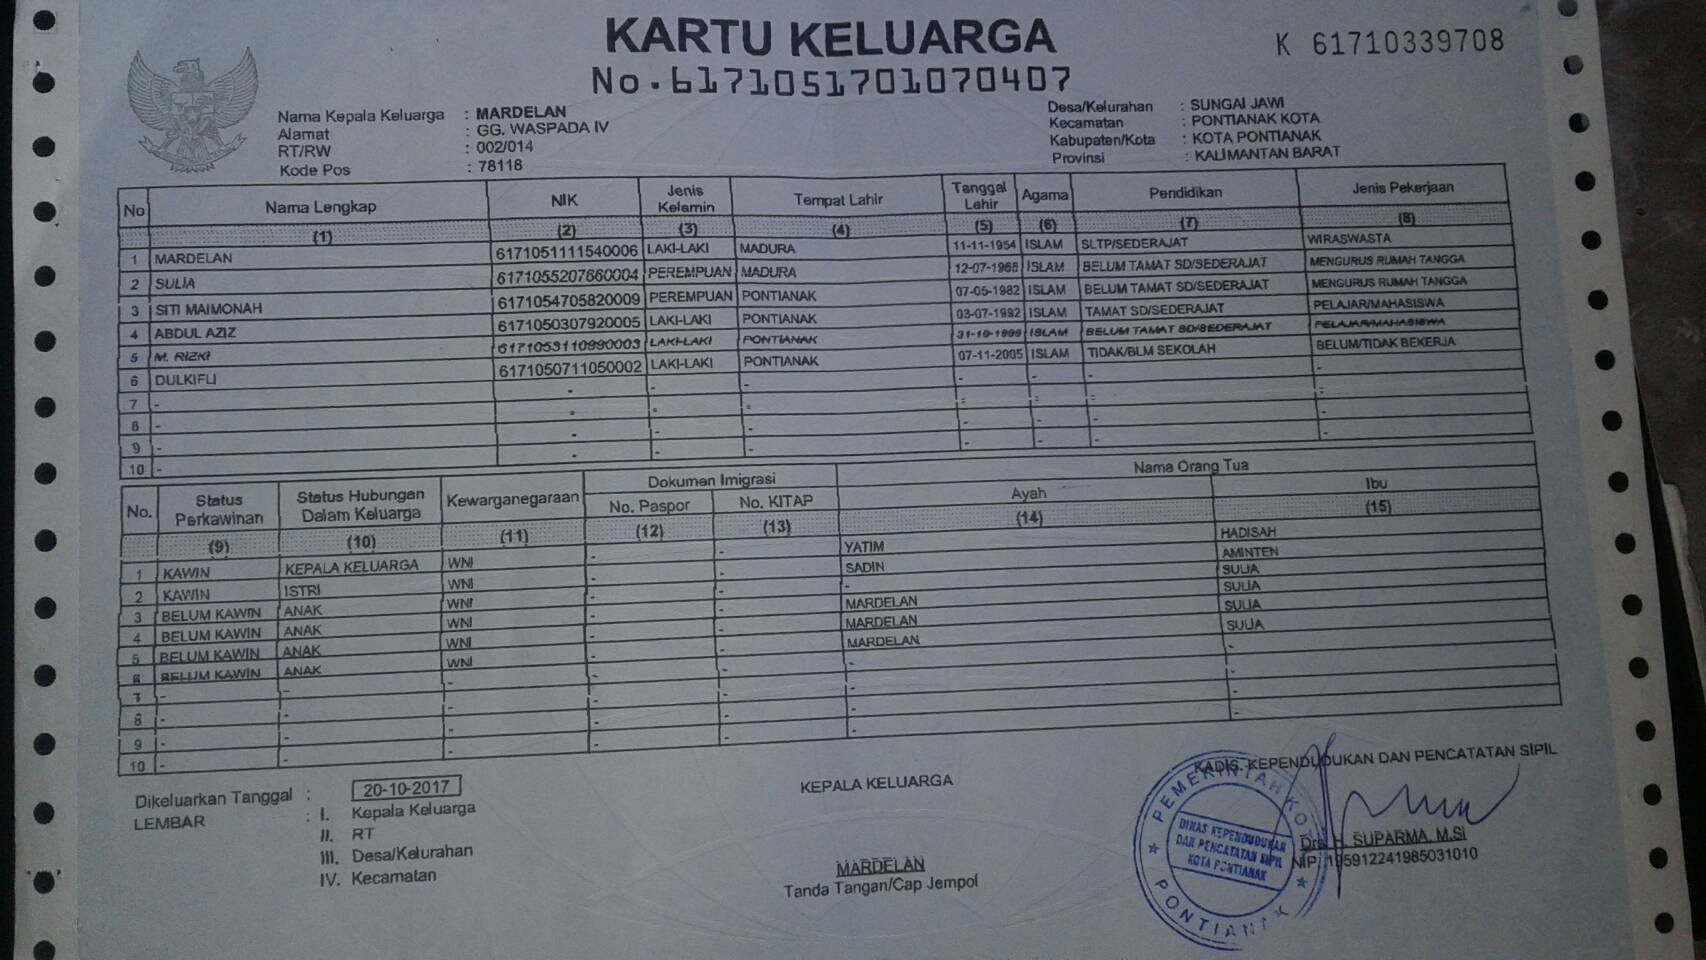 KARTU KELUARGA
No. 6171051701070407
K 61710339708
Nama Kepala Keluarga : MARDELAN
Alamat : GG. WASPADA IV
RT/RW : 002/014
Kode Pos : 78118
Desa/Kelurahan : SUNGAI JAWI
Kecamatan : PONTIANAK KOTA
Kabupaten/Kota : KOTA PONTIANAK
Provinsi : KALIMANTAN BARAT
No Nama Lengkap NIK Jenis Kelamin Tempat Lahir Tanggal Lahir Agama Pendidikan Jenis Pekerjaan
(1) (2) (3) (4) (5) (6) (7) (8)
1 MARDELAN 6171051111540006 LAKI-LAKI MADURA 11-11-1954 ISLAM SLTP/SEDERAJAT WIRASWASTA
2 SULIA 6171055207660004 PEREMPUAN MADURA 12-07-1966 ISLAM BELUM TAMAT SD/SEDERAJAT MENGURUS RUMAH TANGGA
3 SITI MAIMONAH 6171054705820009 PEREMPUAN PONTIANAK 07-05-1982 ISLAM BELUM TAMAT SD/SEDERAJAT MENGURUS RUMAH TANGGA
4 ABDUL AZIZ 6171050307920005 LAKI-LAKI PONTIANAK 03-07-1992 ISLAM TAMAT SD/SEDERAJAT PELAJAR/MAHASISWA
5 M. RIZKI 6171053110990003 LAKI-LAKI PONTIANAK 31-10-1999 ISLAM BELUM TAMAT SD/SEDERAJAT PELAJAR/MAHASISWA
6 DULKIFLI 6171050711050002 LAKI-LAKI PONTIANAK 07-11-2005 ISLAM TIDAK/BLM SEKOLAH BELUM/TIDAK BEKERJA
7 - - - - - - - -
8 - - - - - - - -
9 - - - - - - - -
10 - - - - - - - -
No. Status Perkawinan Status Hubungan Dalam Keluarga Kewarganegaraan Dokumen Imigrasi Nama Orang Tua
No. Paspor No. KITAP Ayah Ibu
(9) (10) (11) (12) (13) (14) (15)
1 KAWIN KEPALA KELUARGA WNI - - YATIM HADISAH
2 KAWIN ISTRI WNI - - SADIN AMINTEN
3 BELUM KAWIN ANAK WNI - - - SULIA
4 BELUM KAWIN ANAK WNI - - MARDELAN SULIA
5 BELUM KAWIN ANAK WNI - - MARDELAN SULIA
6 BELUM KAWIN ANAK WNI - - MARDELAN SULIA
7 - - - - - - -
8 - - - - - - -
9 - - - - - - -
10 - - - - - - -
Dikeluarkan Tanggal : 20-10-2017
LEMBAR : I. Kepala Keluarga
II. RT
III. Desa/Kelurahan
IV. Kecamatan
KEPALA KELUARGA
MARDELAN
Tanda Tangan/Cap Jempol
KADIS. KEPENDUDUKAN DAN PENCATATAN SIPIL
PEMERINTAH KOTA
DINAS KEPENDUDUKAN
DAN PENCATATAN SIPIL
KOTA PONTIANAK
PONTIANAK
Drs. H. SUPARMA, M.Si
NIP. 195912241985031010